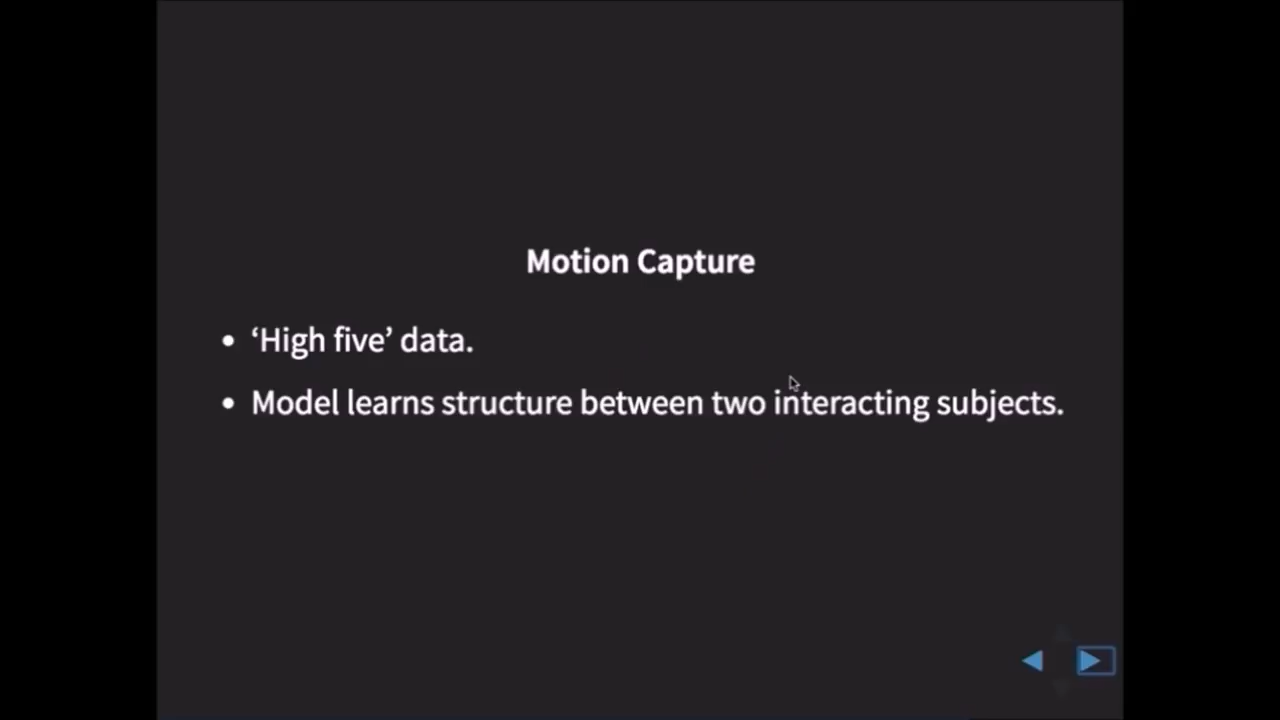 Motion Capture
• ‘High five’ data.
• Model learns structure between two interacting subjects.